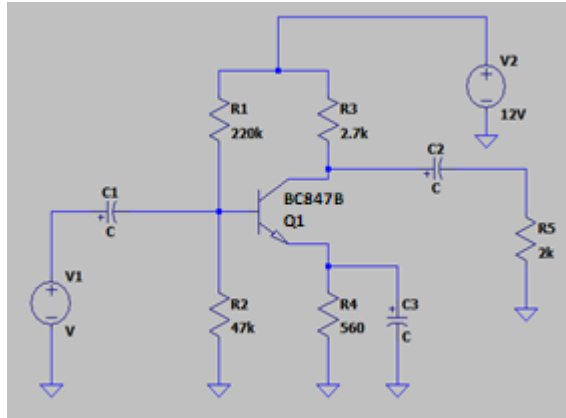 V2
12V
R1
220k
R3
2.7k
C2
+
C
C1
+
C
BC847B
Q1
R5
2k
V1
V
R2
47k
R4
560
C3
+
C